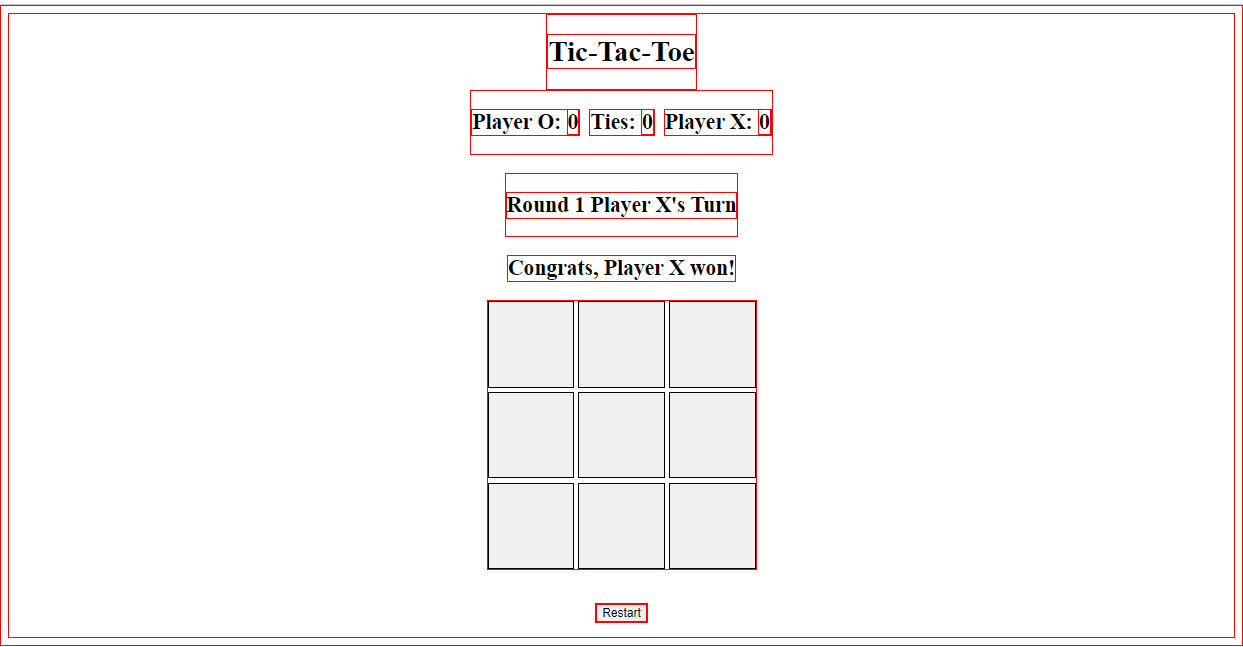 Tic-Tac-Toe
Player O: 0 Ties: 0 Player X: 0
Round 1 Player X's Turn
Congrats, Player X won!
Restart